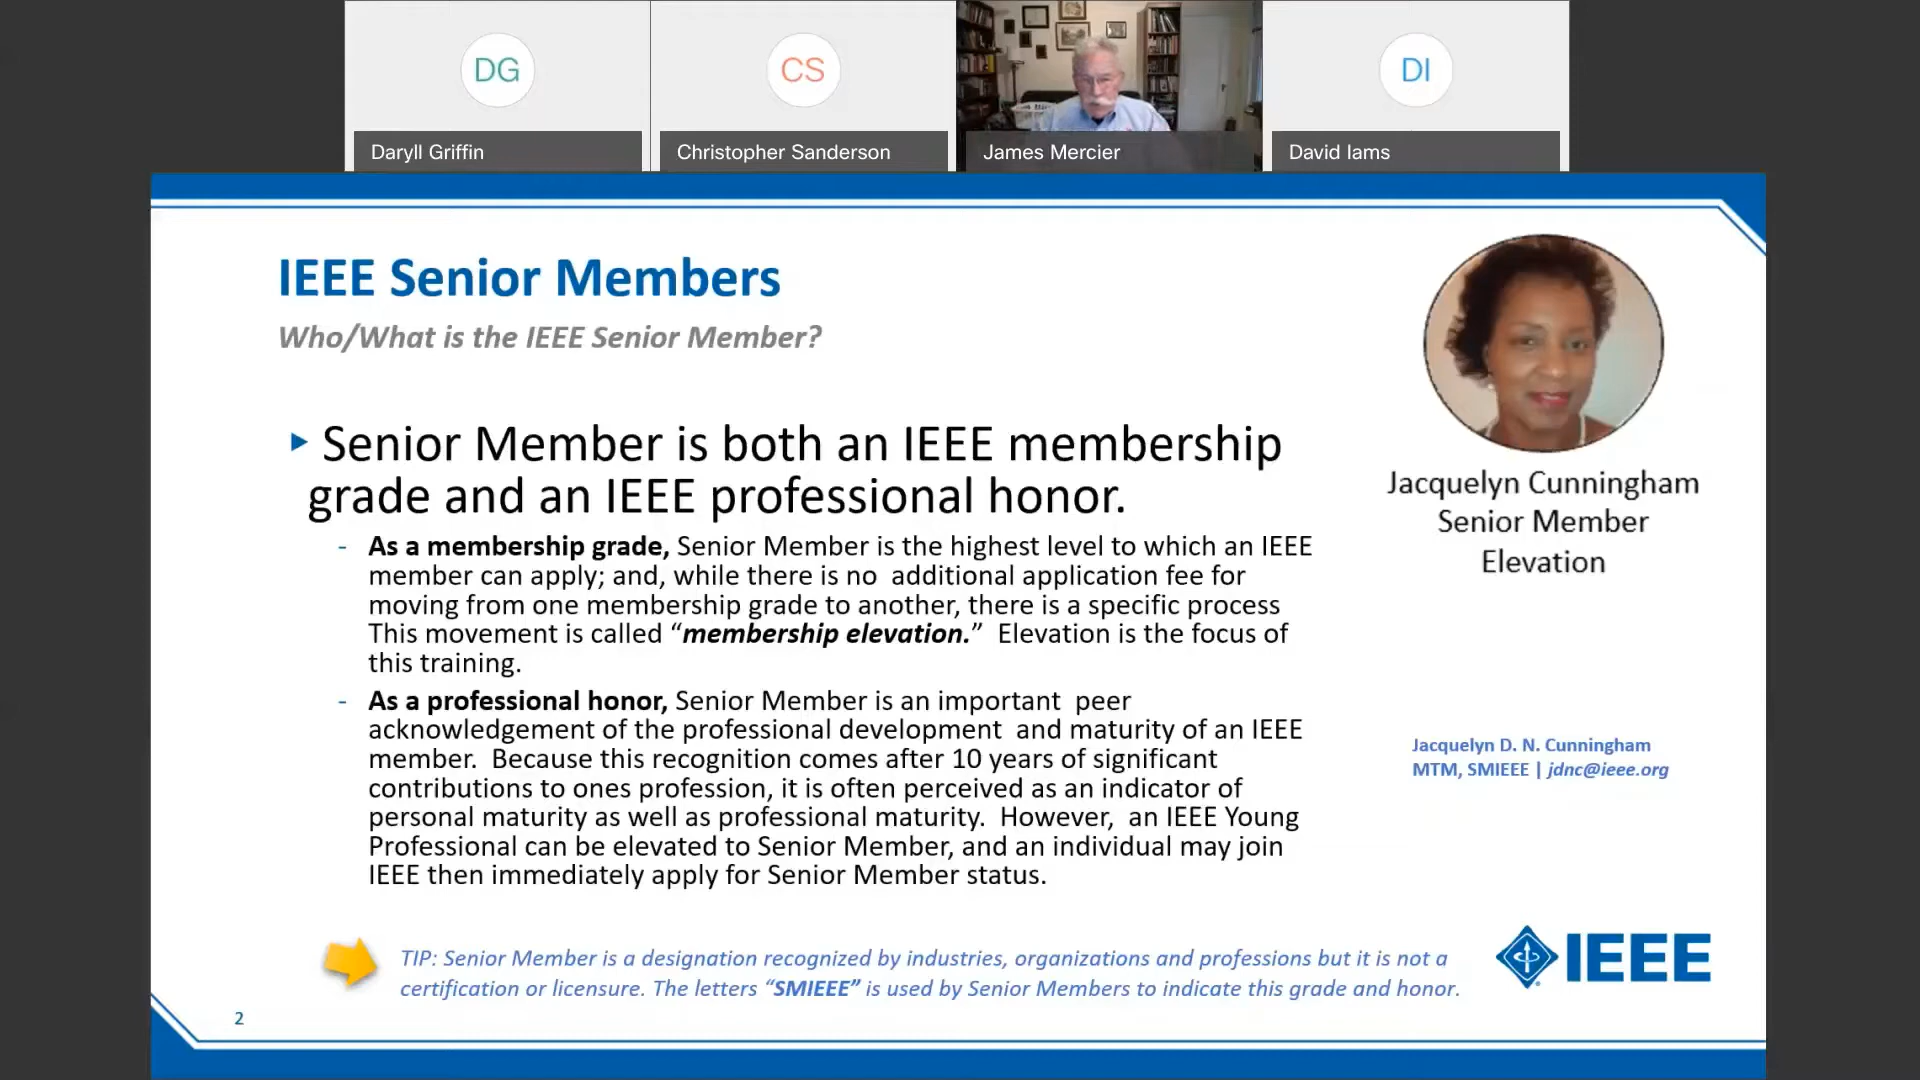 DG
CS
DI
Daryll Griffin
Christopher Sanderson
James Mercier
David Iams
IEEE Senior Members
Who/What is the IEEE Senior Member?
Senior Member is both an IEEE membership
grade and an IEEE professional honor.
- As a membership grade, Senior Member is the highest level to which an IEEE
member can apply; and, while there is no additional application fee for
moving from one membership grade to another, there is a specific process
This movement is called “membership elevation.” Elevation is the focus of
this training.
- As a professional honor, Senior Member is an important peer
acknowledgement of the professional development and maturity of an IEEE
member. Because this recognition comes after 10 years of significant
contributions to ones profession, it is often perceived as an indicator of
personal maturity as well as professional maturity. However, an IEEE Young
Professional can be elevated to Senior Member, and an individual may join
IEEE then immediately apply for Senior Member status.
Jacquelyn Cunningham
Senior Member
Elevation
Jacquelyn D. N. Cunningham
MTM, SMIEEE | jdnc@ieee.org
TIP: Senior Member is a designation recognized by industries, organizations and professions but it is not a
certification or licensure. The letters “SMIEEE” is used by Senior Members to indicate this grade and honor.
IEEE
2